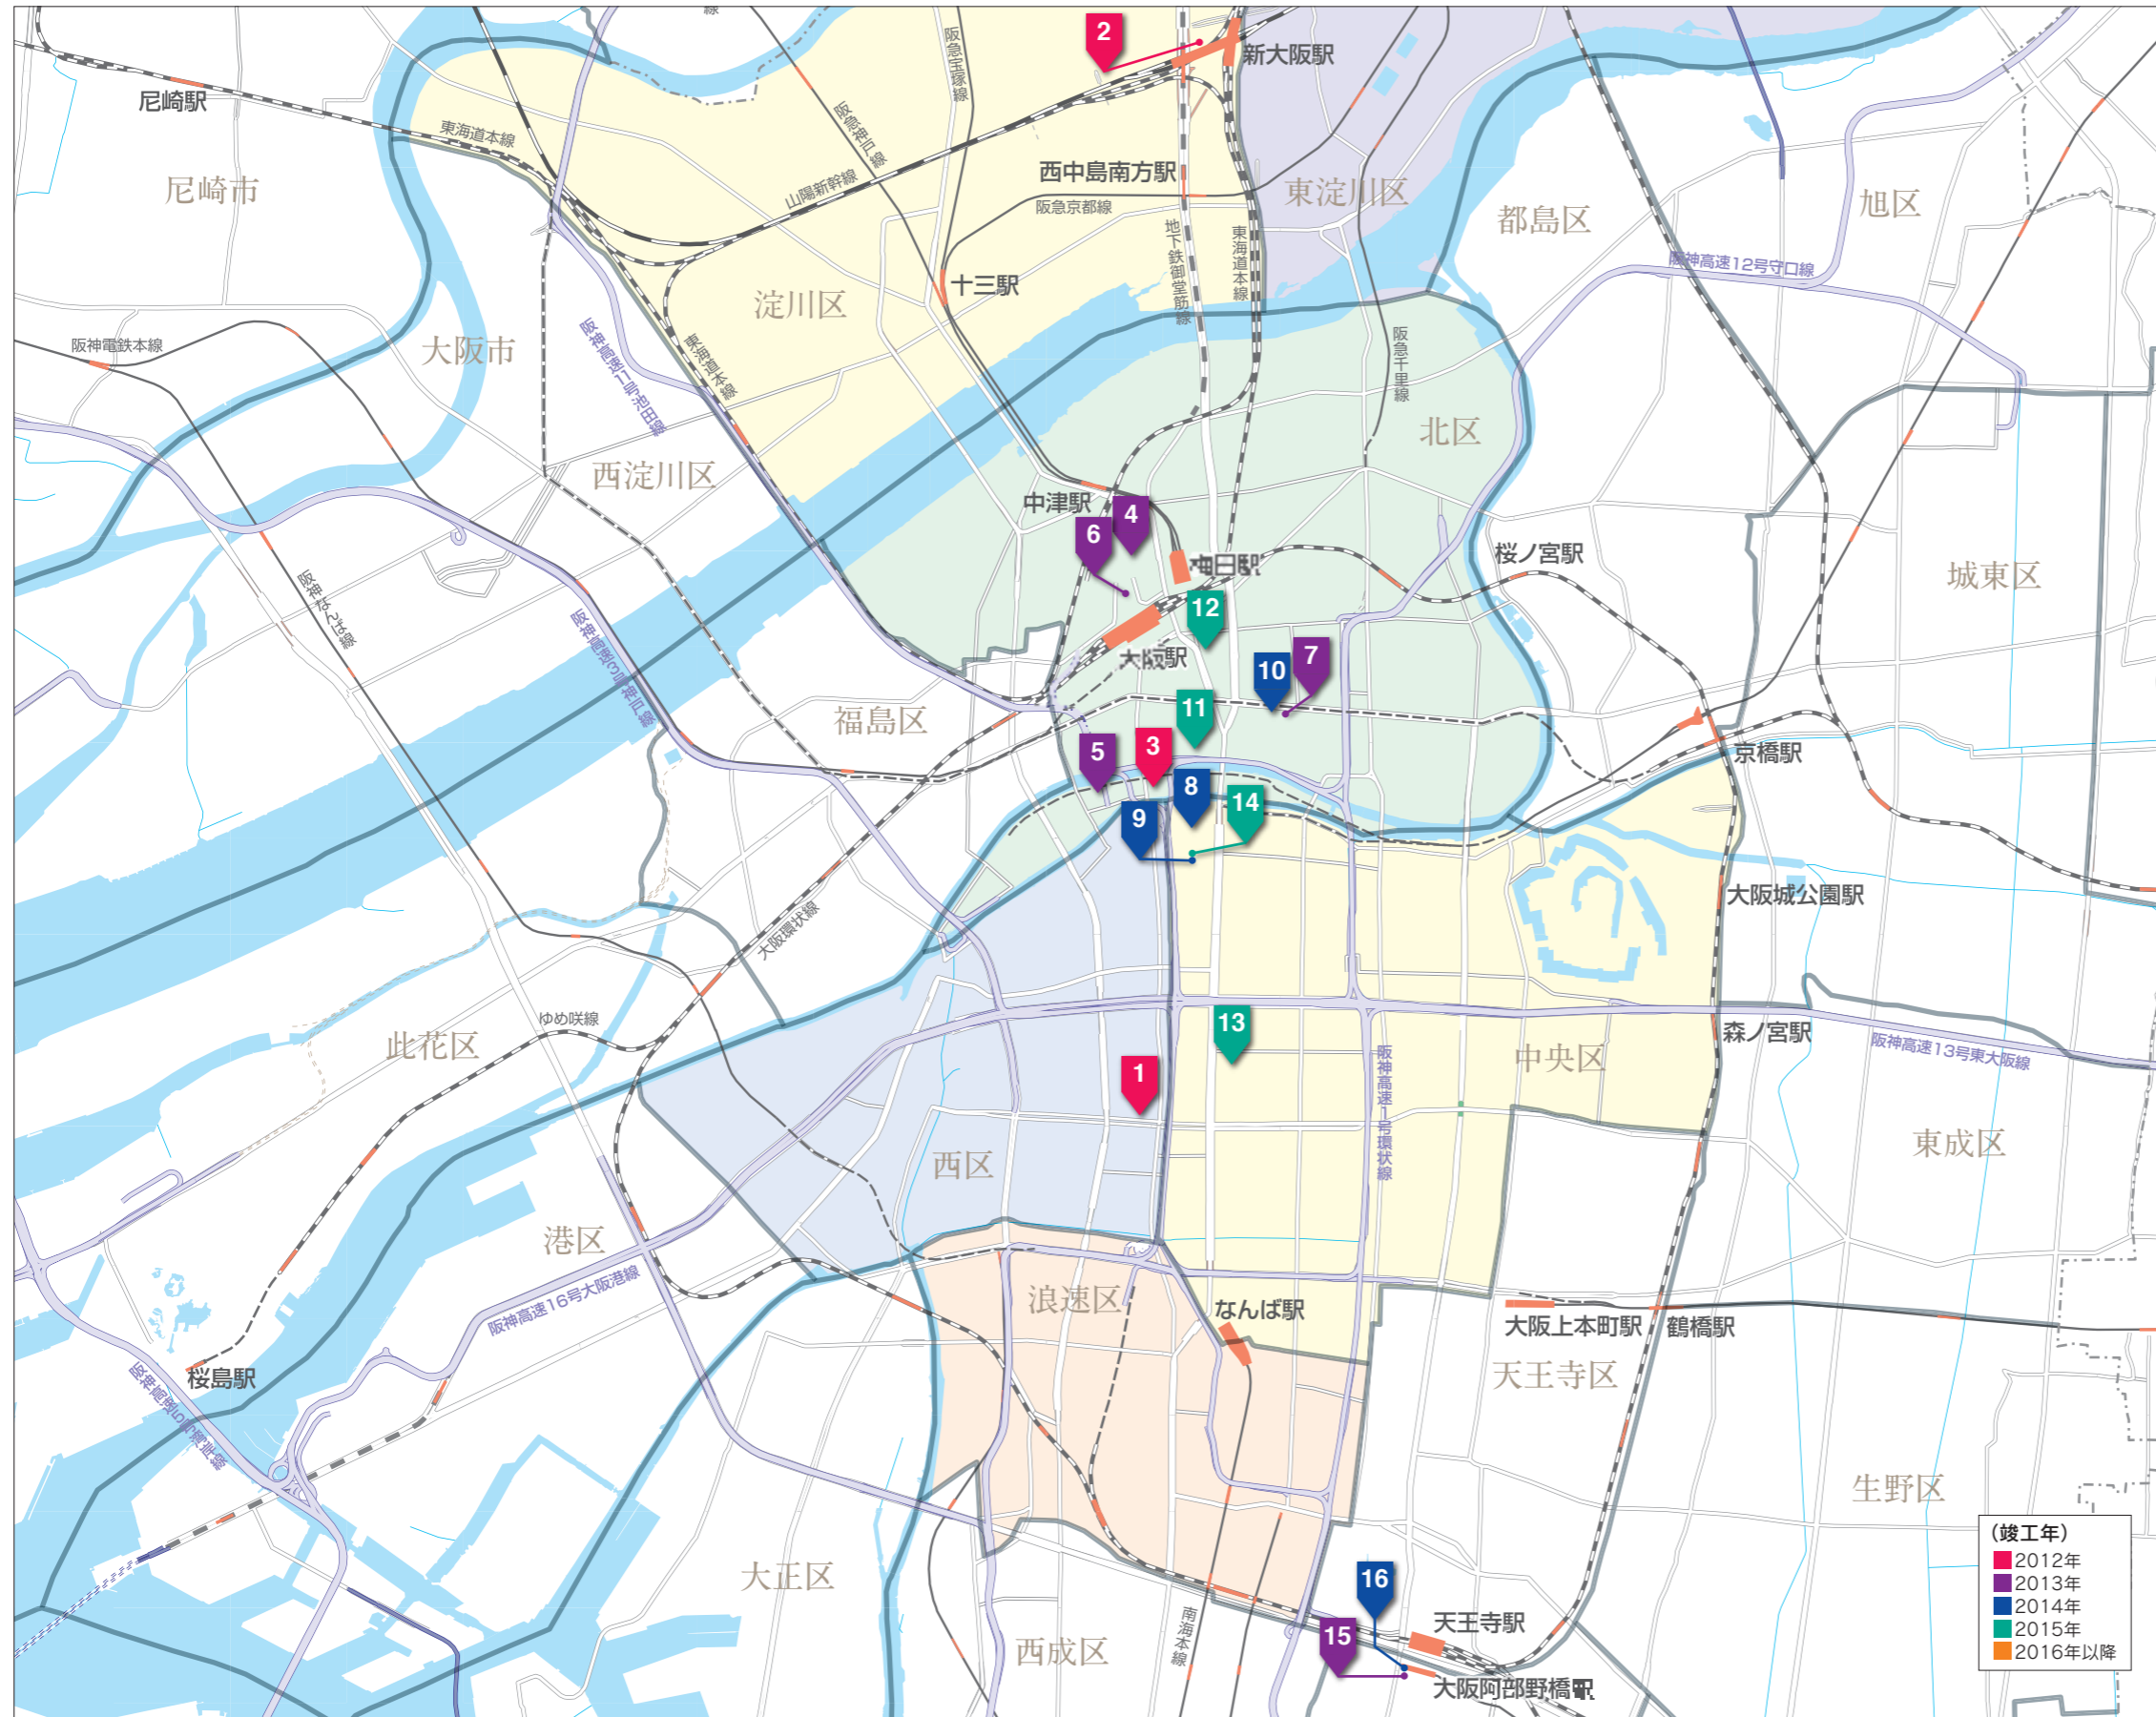 線
2
新大阪駅
阪急宝塚線
尼崎駅
東海道本線
阪急神戸線
西中島南方駅
尼崎市
山陽新幹線
東淀川区
旭区
阪急京都線
都島区
地下鉄御堂筋線
東海道本線
阪神高速12号守口線
十三駅
淀川区
阪神電鉄本線
大阪市
阪神高速11号池田線
東海道本線
阪急千里線
北区
西淀川区
中津駅
4
6
桜ノ宮駅
梅田駅
城東区
阪神なんば線
12
阪神高速3号神戸線
大阪駅
10
7
福島区
11
5
3
京橋駅
8
14
9
大阪城公園駅
大阪環状線
ゆめ咲線
13
此花区
森ノ宮駅
中央区
阪神高速13号東大阪線
1
阪神高速1号環状線
東成区
西区
港区
阪神高速16号大阪港線
浪速区
なんば駅
大阪上本町駅
鶴橋駅
桜島駅
天王寺区
阪神高速5号湾岸線
生野区
(竣工年)
2012年
2013年
2014年
2015年
2016年以降
大正区
16
南海本線
天王寺駅
15
西成区
大阪阿部野橋駅